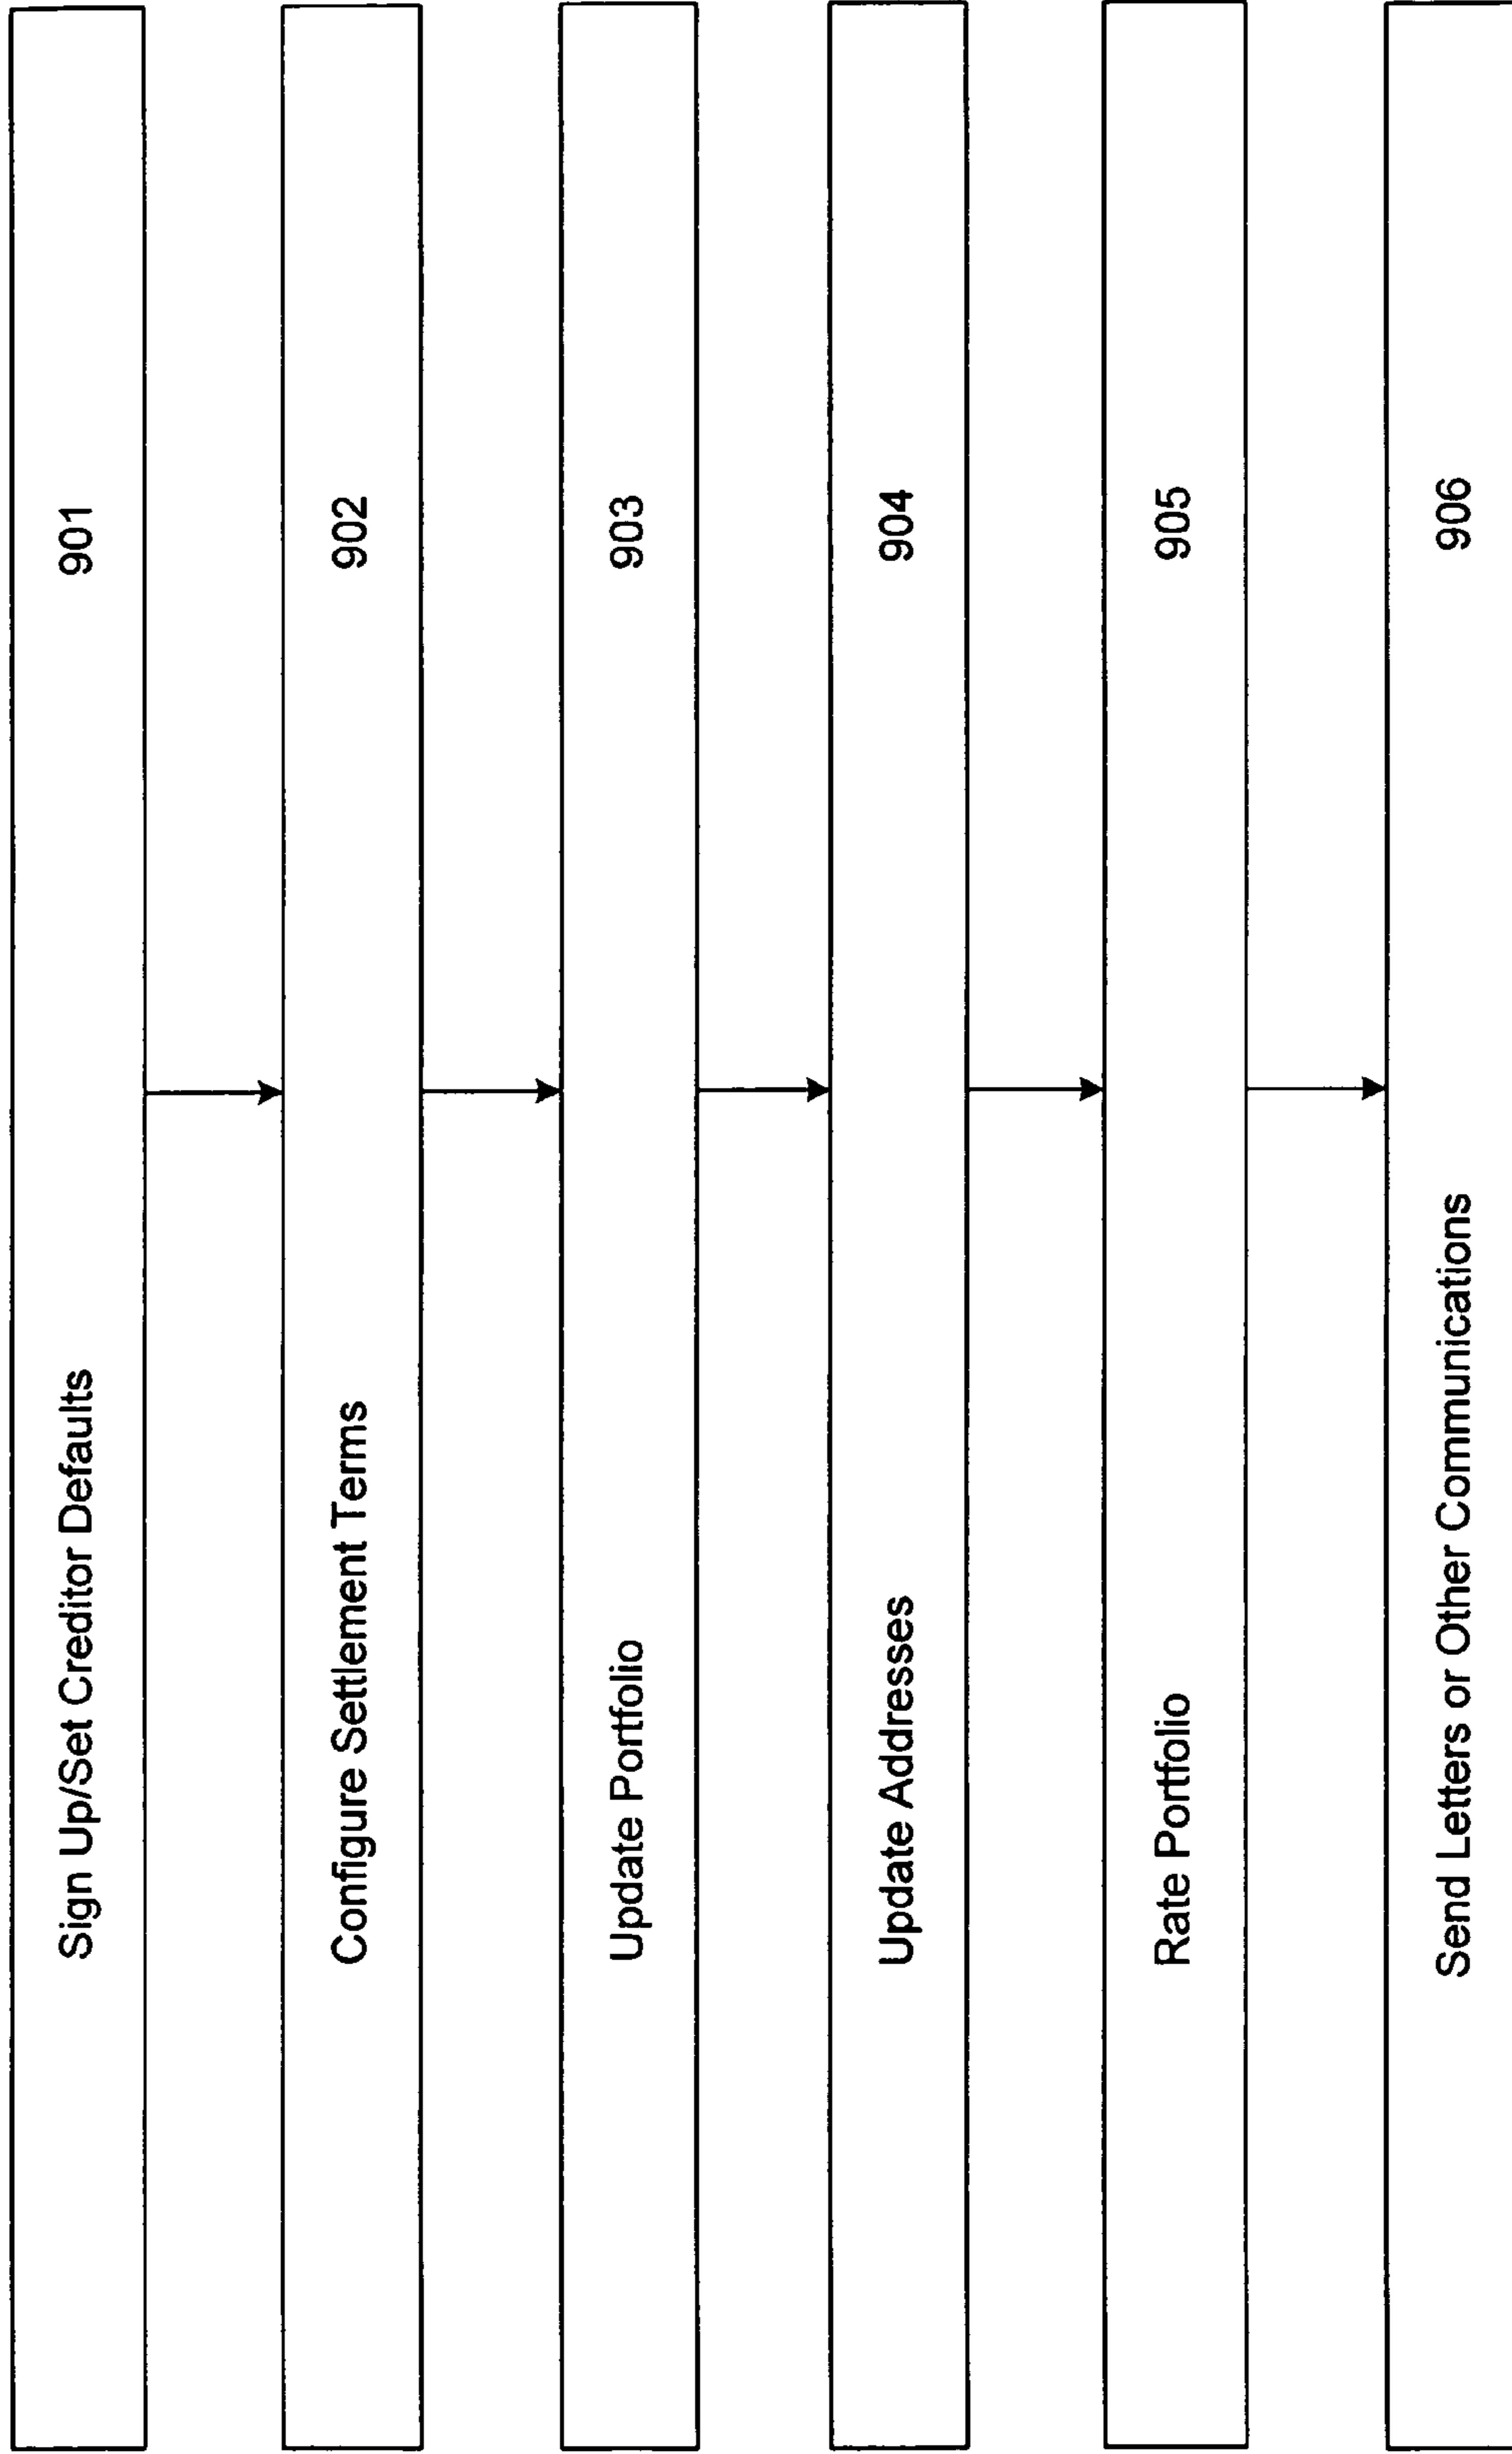 Sign Up/Set Creditor Defaults 901
Configure Settlement Terms 902
Update Portfolio 903
Update Addresses 904
Rate Portfolio 905
Send Letters or Other Communications 906